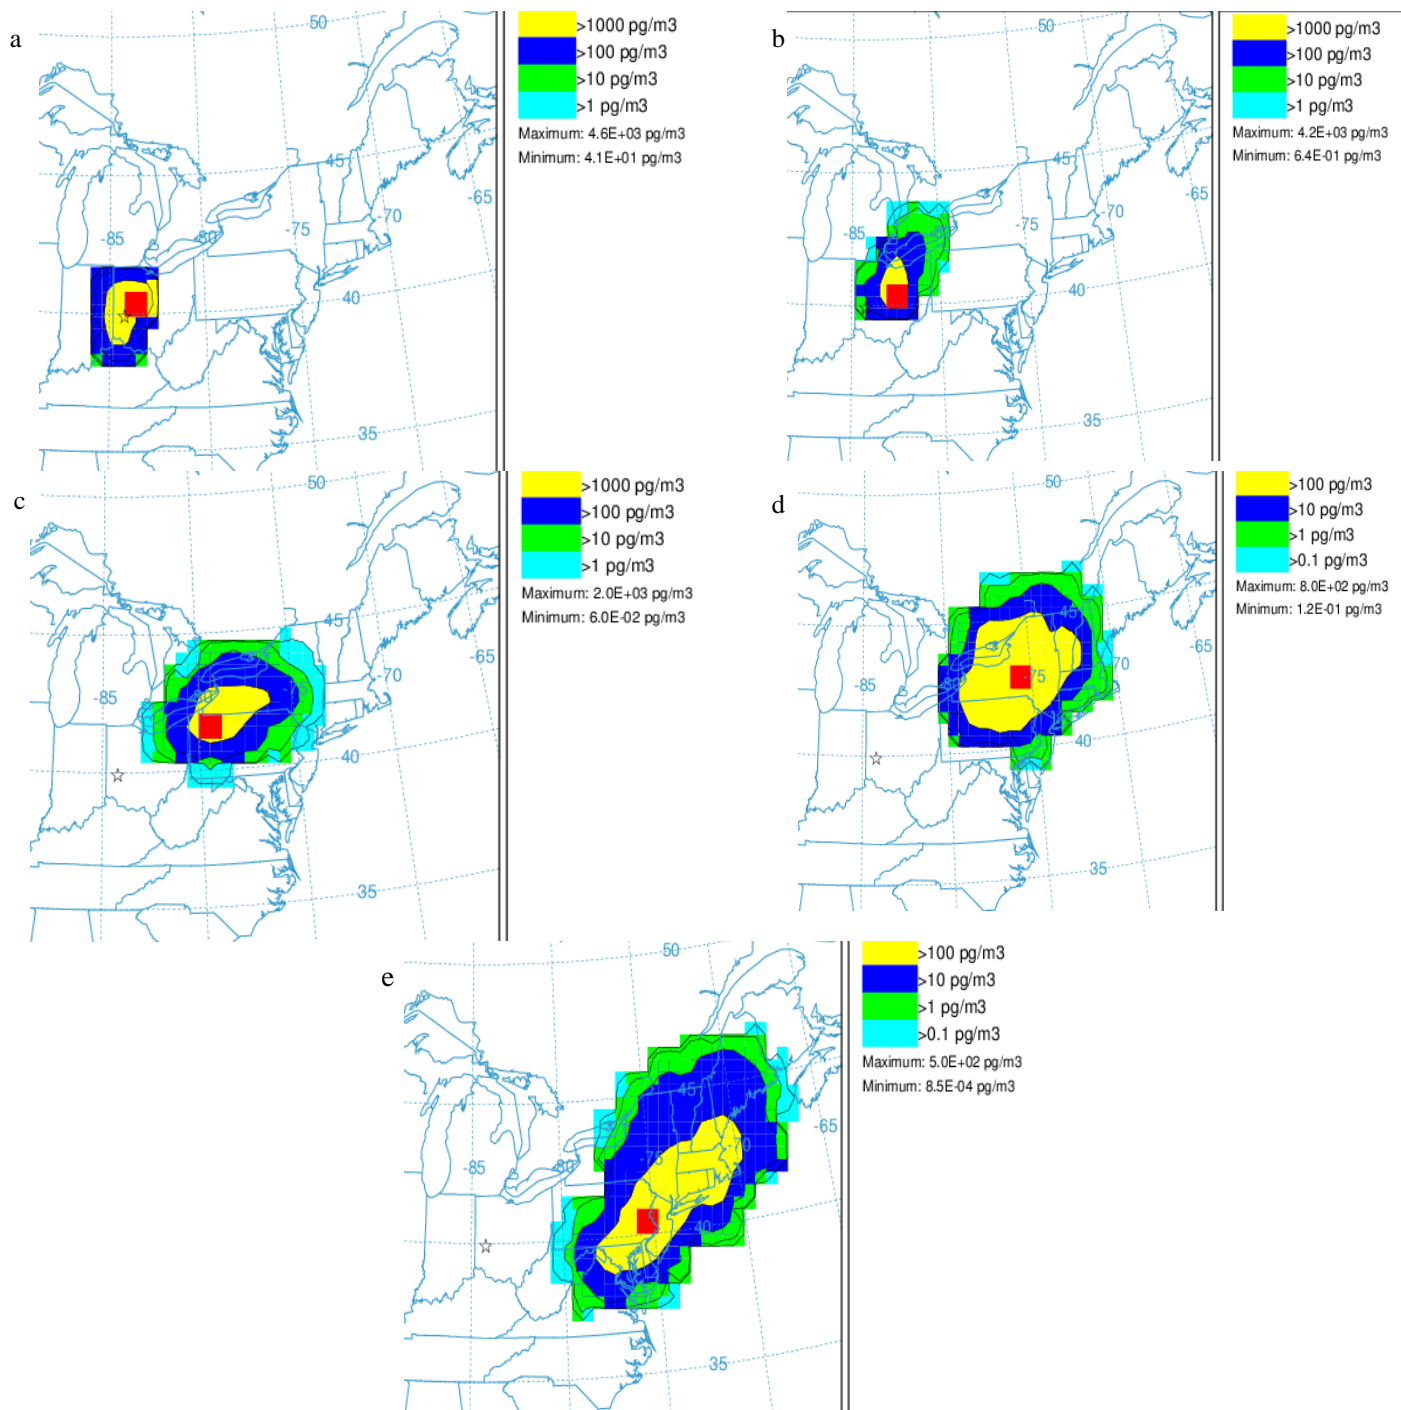 a
50
45
-65
-70
-75
-80
-85
40
35
>1000 pg/m3
>100 pg/m3
>10 pg/m3
>1 pg/m3
Maximum: 4.6E+03 pg/m3
Minimum: 4.1E+01 pg/m3
b
50
45
-65
-70
-75
-85
40
35
>1000 pg/m3
>100 pg/m3
>10 pg/m3
>1 pg/m3
Maximum: 4.2E+03 pg/m3
Minimum: 6.4E-01 pg/m3
c
50
45
-65
-70
-75
-80
-85
40
35
>1000 pg/m3
>100 pg/m3
>10 pg/m3
>1 pg/m3
Maximum: 2.0E+03 pg/m3
Minimum: 6.0E-02 pg/m3
d
50
45
-65
-70
-75
-80
-85
40
35
>100 pg/m3
>10 pg/m3
>1 pg/m3
>0.1 pg/m3
Maximum: 8.0E+02 pg/m3
Minimum: 1.2E-01 pg/m3
e
50
45
-65
-70
-75
-80
-85
40
35
>100 pg/m3
>10 pg/m3
>1 pg/m3
>0.1 pg/m3
Maximum: 5.0E+02 pg/m3
Minimum: 8.5E-04 pg/m3